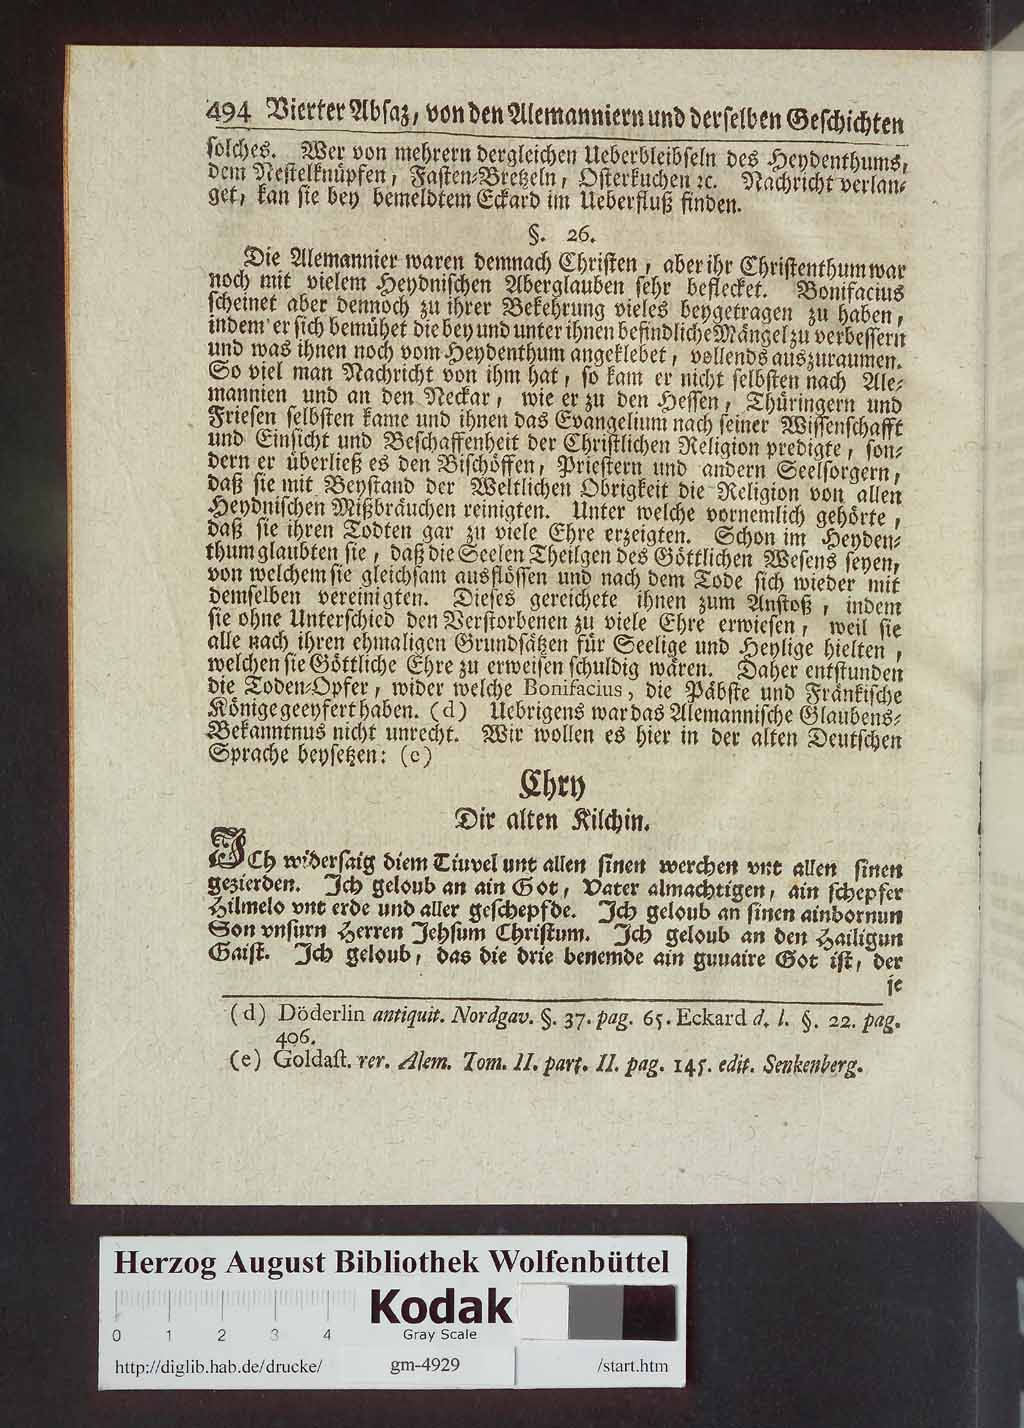 494 Vierter Absaz, von den Alemanniern und derselben Geschichten
solches. Wer von mehrern dergleichen Ueberbleibseln des Heydenthums,
dem Nestelknüpfen, Fasten-Bretzeln, Osterkuchen ꝛc. Nachricht verlan-
get, kan sie bey bemeldtem Eckard im Ueberfluß finden.
§. 26.
Die Alemannier waren demnach Christen, aber ihr Christenthum war
noch mit vielem Heydnischen Aberglauben sehr beflecket. Bonifacius
scheinet aber dennoch zu ihrer Bekehrung vieles beygetragen zu haben,
indem er sich bemühet die bey und unter ihnen befindliche Mängel zu verbessern
und was ihnen noch vom Heydenthum angeklebet, vollends auszuraumen.
So viel man Nachricht von ihm hat, so kam er nicht selbsten nach Ale-
mannien und an den Neckar, wie er zu den Hessen, Thüringern und
Friesen selbsten kame und ihnen das Evangelium nach seiner Wissenschafft
und Einsicht und Beschaffenheit der Christlichen Religion predigte, son-
dern er überließ es den Bischöffen, Priestern und andern Seelsorgern,
daß sie mit Beystand der Weltlichen Obrigkeit die Religion von allen
Heydnischen Mißbräuchen reinigten. Unter welche vornemlich gehörte,
daß sie ihren Todten gar zu viele Ehre erzeigten. Schon im Heyden-
thum glaubten sie, daß die Seelen Theilgen des Göttlichen Wesens seyen,
von welchem sie gleichsam ausflössen und nach dem Tode sich wieder mit
demselben vereinigten. Dieses gereichete ihnen zum Anstoß, indem
sie ohne Unterschied den Verstorbenen zu viele Ehre erwiesen, weil sie
alle nach ihren ehmaligen Grundsätzen für Seelige und Heylige hielten,
welchen sie Göttliche Ehre zu erweisen schuldig wären. Daher entstunden
die Toden-Opfer, wider welche Bonifacius, die Päbste und Fränkische
Könige geeyfert haben. (d) Uebrigens war das Alemannische Glaubens-
Bekanntnus nicht unrecht. Wir wollen es hier in der alten Deutschen
Sprache beysetzen: (e)
Chry
Dir alten Kilchin.
ICh widersaig diem Tiuvel unt allen sinen werchen vnt allen sinen
gezierden. Ich geloub an ain Got, Vater almachtigen, ain schepfer
Hilmelo vnt erde und aller geschepfde. Ich geloub an sinen ainbornun
Son vnsurn Herren Jehsum Christum. Ich geloub an den Hailigun
Gaist. Ich geloub, das die drie benemde ain guuaire Got ist, der
je
(d) Döderlin antiquit. Nordgav. §. 37. pag. 65. Eckard d. l. §. 22. pag.
406.
(e) Goldast. rer. Alem. Tom. II. part. II. pag. 145. edit. Senkenberg.
Herzog August Bibliothek Wolfenbüttel
Kodak
0 1 2 3 4
Gray Scale
http://diglib.hab.de/drucke/ gm-4929 /start.htm